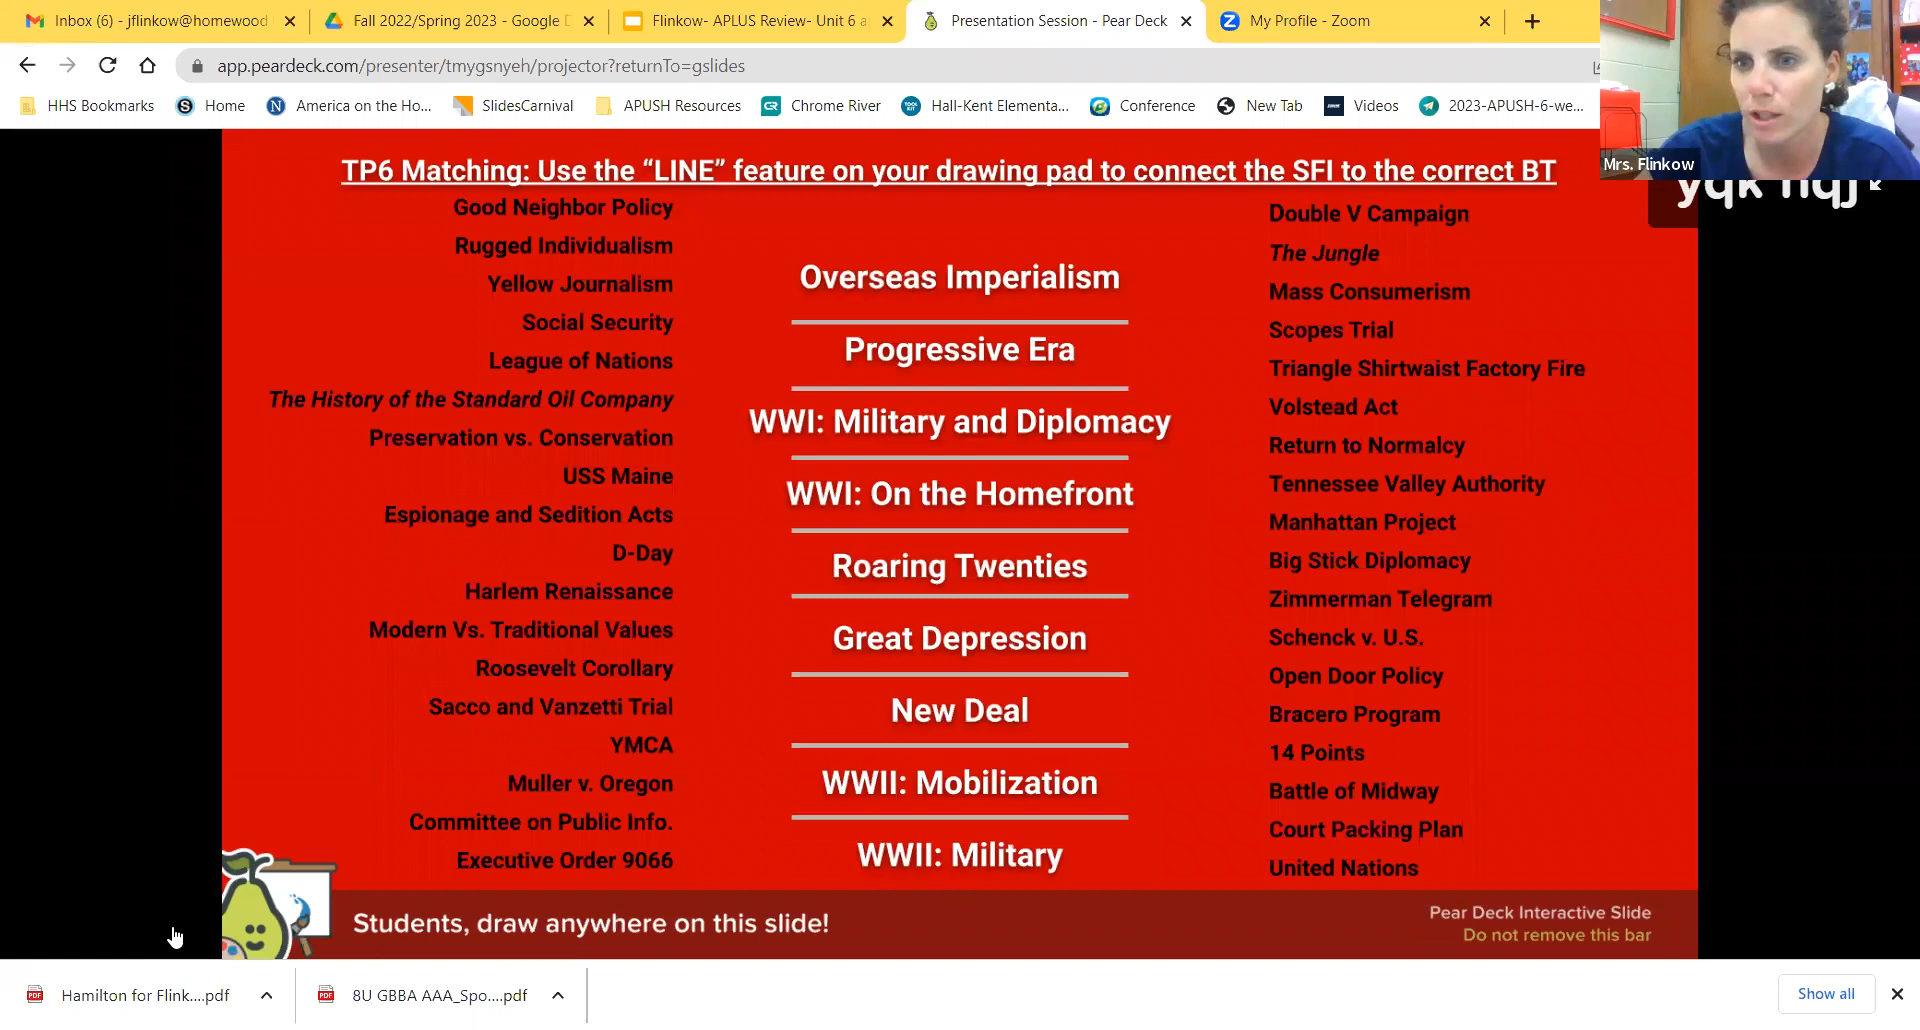 Inbox (6) - jflinkow@homewood
Fall 2022/Spring 2023 - Google D
Flinkow- APLUS Review- Unit 6 a
Presentation Session - Pear Deck
My Profile - Zoom
app.peardeck.com/presenter/tmygsnyeh/projector?returnTo=gslides
HHS Bookmarks
Home
America on the Ho...
SlidesCarnival
APUSH Resources
Chrome River
Hall-Kent Elementa...
Conference
New Tab
Videos
2023-APUSH-6-we...
Mrs. Flinkow
TP6 Matching: Use the “LINE” feature on your drawing pad to connect the SFI to the correct BT
Good Neighbor Policy
Rugged Individualism
Yellow Journalism
Social Security
League of Nations
The History of the Standard Oil Company
Preservation vs. Conservation
USS Maine
Espionage and Sedition Acts
D-Day
Harlem Renaissance
Modern Vs. Traditional Values
Roosevelt Corollary
Sacco and Vanzetti Trial
YMCA
Muller v. Oregon
Committee on Public Info.
Executive Order 9066
Overseas Imperialism
Progressive Era
WWI: Military and Diplomacy
WWI: On the Homefront
Roaring Twenties
Great Depression
New Deal
WWII: Mobilization
WWII: Military
Double V Campaign
The Jungle
Mass Consumerism
Scopes Trial
Triangle Shirtwaist Factory Fire
Volstead Act
Return to Normalcy
Tennessee Valley Authority
Manhattan Project
Big Stick Diplomacy
Zimmerman Telegram
Schenck v. U.S.
Open Door Policy
Bracero Program
14 Points
Battle of Midway
Court Packing Plan
United Nations
Students, draw anywhere on this slide!
Pear Deck Interactive Slide
Do not remove this bar
Hamilton for Flink....pdf
8U GBBA AAA_Spo....pdf
Show all